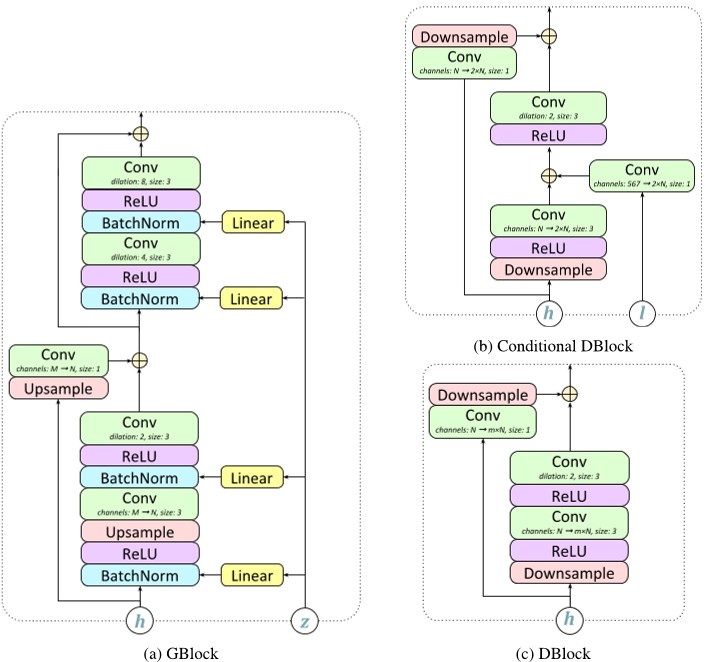 Conv
dilation: 8, size: 3
ReLU
BatchNorm
Linear
Conv
dilation: 4, size: 3
ReLU
BatchNorm
Linear
Conv
channels: M → N, size: 1
Upsample
Conv
dilation: 2, size: 3
ReLU
BatchNorm
Linear
Conv
channels: M → N, size: 3
Upsample
ReLU
BatchNorm
Linear
h
z
(a) GBlock
Downsample
Conv
channels: N → 2×N, size: 1
Conv
dilation: 2, size: 3
ReLU
Conv
channels: 567 → 2×N, size: 1
Conv
channels: N → 2×N, size: 3
ReLU
Downsample
h
l
(b) Conditional DBlock
Downsample
Conv
channels: N → m×N, size: 1
Conv
dilation: 2, size: 3
ReLU
Conv
channels: N → m×N, size: 3
ReLU
Downsample
h
(c) DBlock